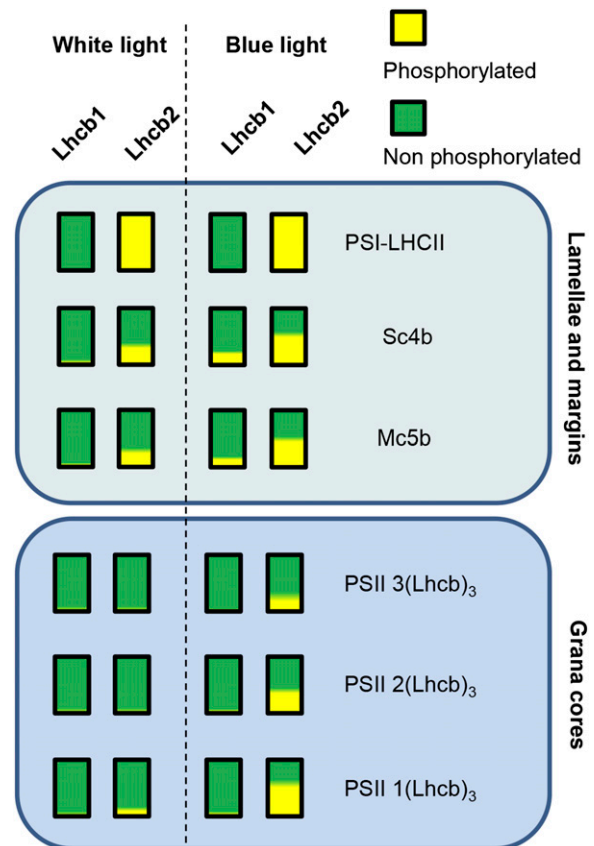 White light
Blue light
Phosphorylated
Non phosphorylated
Lhcb1
Lhcb2
Lhcb1
Lhcb2
PSI-LHCII
Sc4b
Mc5b
Lamellae and margins
PSII 3(Lhcb)₃
PSII 2(Lhcb)₃
PSII 1(Lhcb)₃
Grana cores